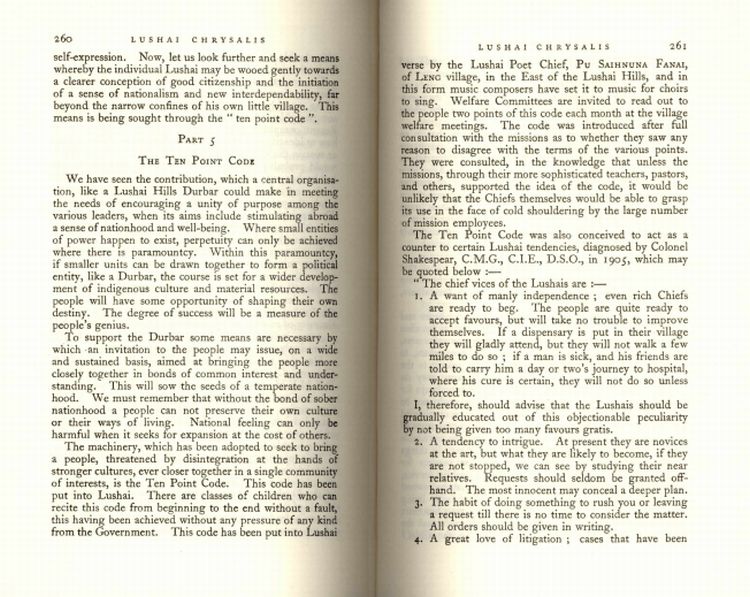 260
LUSHAI CHRYSALIS
self-expression. Now, let us look further and seek a means
whereby the individual Lushai may be wooed gently towards
a clearer conception of good citizenship and the initiation
of a sense of nationalism and new interdependability, far
beyond the narrow confines of his own little village. This
means is being sought through the “ ten point code ”.
PART 5
THE TEN POINT CODE
We have seen the contribution, which a central organisa-
tion, like a Lushai Hills Durbar could make in meeting
the needs of encouraging a unity of purpose among the
various leaders, when its aims include stimulating abroad
a sense of nationhood and well-being. Where small entities
of power happen to exist, perpetuity can only be achieved
where there is paramountcy. Within this paramountcy,
if smaller units can be drawn together to form a political
entity, like a Durbar, the course is set for a wider develop-
ment of indigenous culture and material resources. The
people will have some opportunity of shaping their own
destiny. The degree of success will be a measure of the
people's genius.
To support the Durbar some means are necessary by
which an invitation to the people may issue, on a wide
and sustained basis, aimed at bringing the people more
closely together in bonds of common interest and under-
standing. This will sow the seeds of a temperate nation-
hood. We must remember that without the bond of sober
nationhood a people can not preserve their own culture
or their ways of living. National feeling can only be
harmful when it seeks for expansion at the cost of others.
The machinery, which has been adopted to seek to bring
a people, threatened by disintegration at the hands of
stronger cultures, ever closer together in a single community
of interests, is the Ten Point Code. This code has been
put into Lushai. There are classes of children who can
recite this code from beginning to the end without a fault,
this having been achieved without any pressure of any kind
from the Government. This code has been put into Lushai
LUSHAI CHRYSALIS
261
verse by the Lushai Poet Chief, PU SAIHNUNA FANAI,
of LENG village, in the East of the Lushai Hills, and in
this form music composers have set it to music for choirs
to sing. Welfare Committees are invited to read out to
the people two points of this code each month at the village
welfare meetings. The code was introduced after full
consultation with the missions as to whether they saw any
reason to disagree with the terms of the various points.
They were consulted, in the knowledge that unless the
missions, through their more sophisticated teachers, pastors,
and others, supported the idea of the code, it would be
unlikely that the Chiefs themselves would be able to grasp
its use in the face of cold shouldering by the large number
of mission employees.
The Ten Point Code was also conceived to act as a
counter to certain Lushai tendencies, diagnosed by Colonel
Shakespear, C.M.G., C.I.E., D.S.O., in 1905, which may
be quoted below :—
“ The chief vices of the Lushais are :—
1. A want of manly independence ; even rich Chiefs
are ready to beg. The people are quite ready to
accept favours, but will take no trouble to improve
themselves. If a dispensary is put in their village
they will gladly attend, but they will not walk a few
miles to do so ; if a man is sick, and his friends are
told to carry him a day or two's journey to hospital,
where his cure is certain, they will not do so unless
forced to.
I, therefore, should advise that the Lushais should be
gradually educated out of this objectionable peculiarity
by not being given too many favours gratis.
2. A tendency to intrigue. At present they are novices
at the art, but what they are likely to become, if they
are not stopped, we can see by studying their near
relatives. Requests should seldom be granted off-
hand. The most innocent may conceal a deeper plan.
3. The habit of doing something to rush you or leaving
a request till there is no time to consider the matter.
All orders should be given in writing.
4. A great love of litigation ; cases that have been